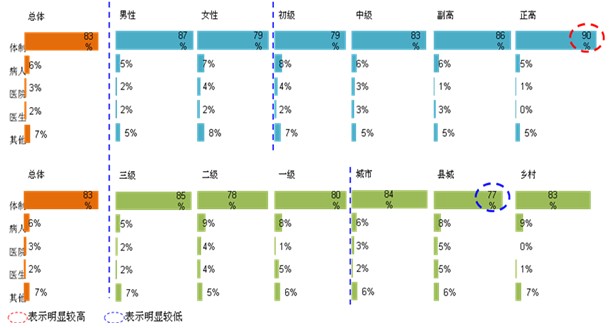 总体 男性 女性 初级 中级 副高 正高
体制 83% 87% 79% 79% 83% 86% 90%
病人 6% 5% 7% 8% 6% 6% 5%
医院 3% 2% 4% 4% 3% 1% 1%
医生 2% 2% 2% 2% 3% 3% 0%
其他 7% 5% 8% 7% 5% 5% 5%
总体 三级 二级 一级 城市 县城 乡村
体制 83% 85% 78% 80% 84% 77% 83%
病人 6% 5% 9% 8% 6% 8% 9%
医院 3% 2% 4% 1% 3% 5% 0%
医生 2% 2% 4% 5% 2% 5% 1%
其他 7% 7% 5% 6% 6% 6% 7%
表示明显较高 表示明显较低